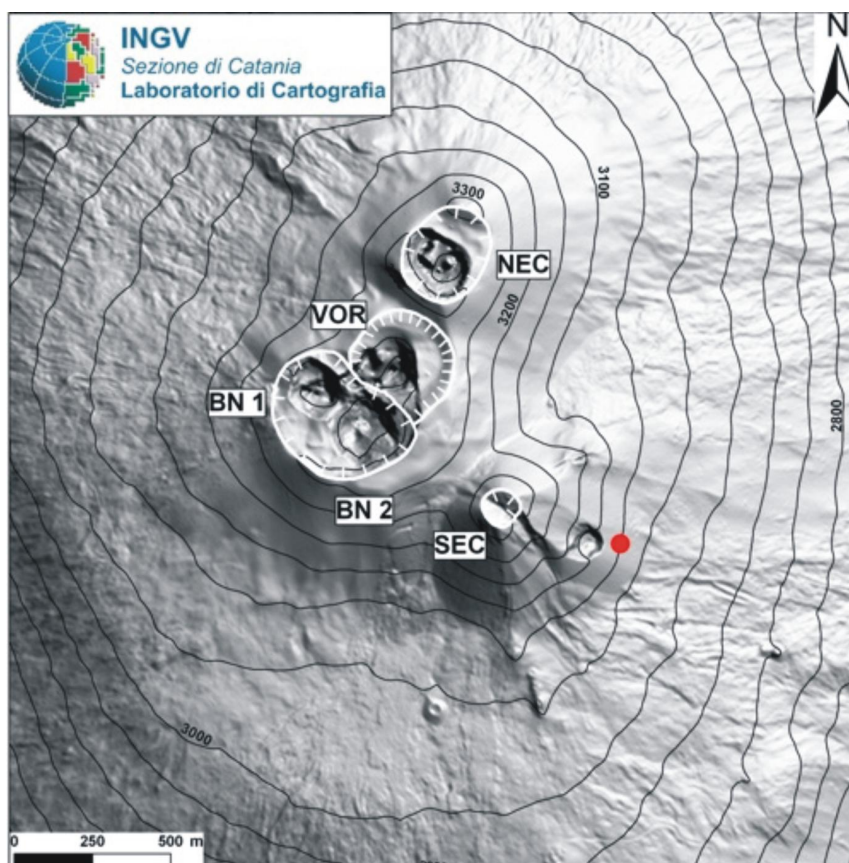 INGV
Sezione di Catania
Laboratorio di Cartografia
N
3100
3300
NEC
VOR
3200
BN 1
2800
BN 2
SEC
3000
0 250 500 m